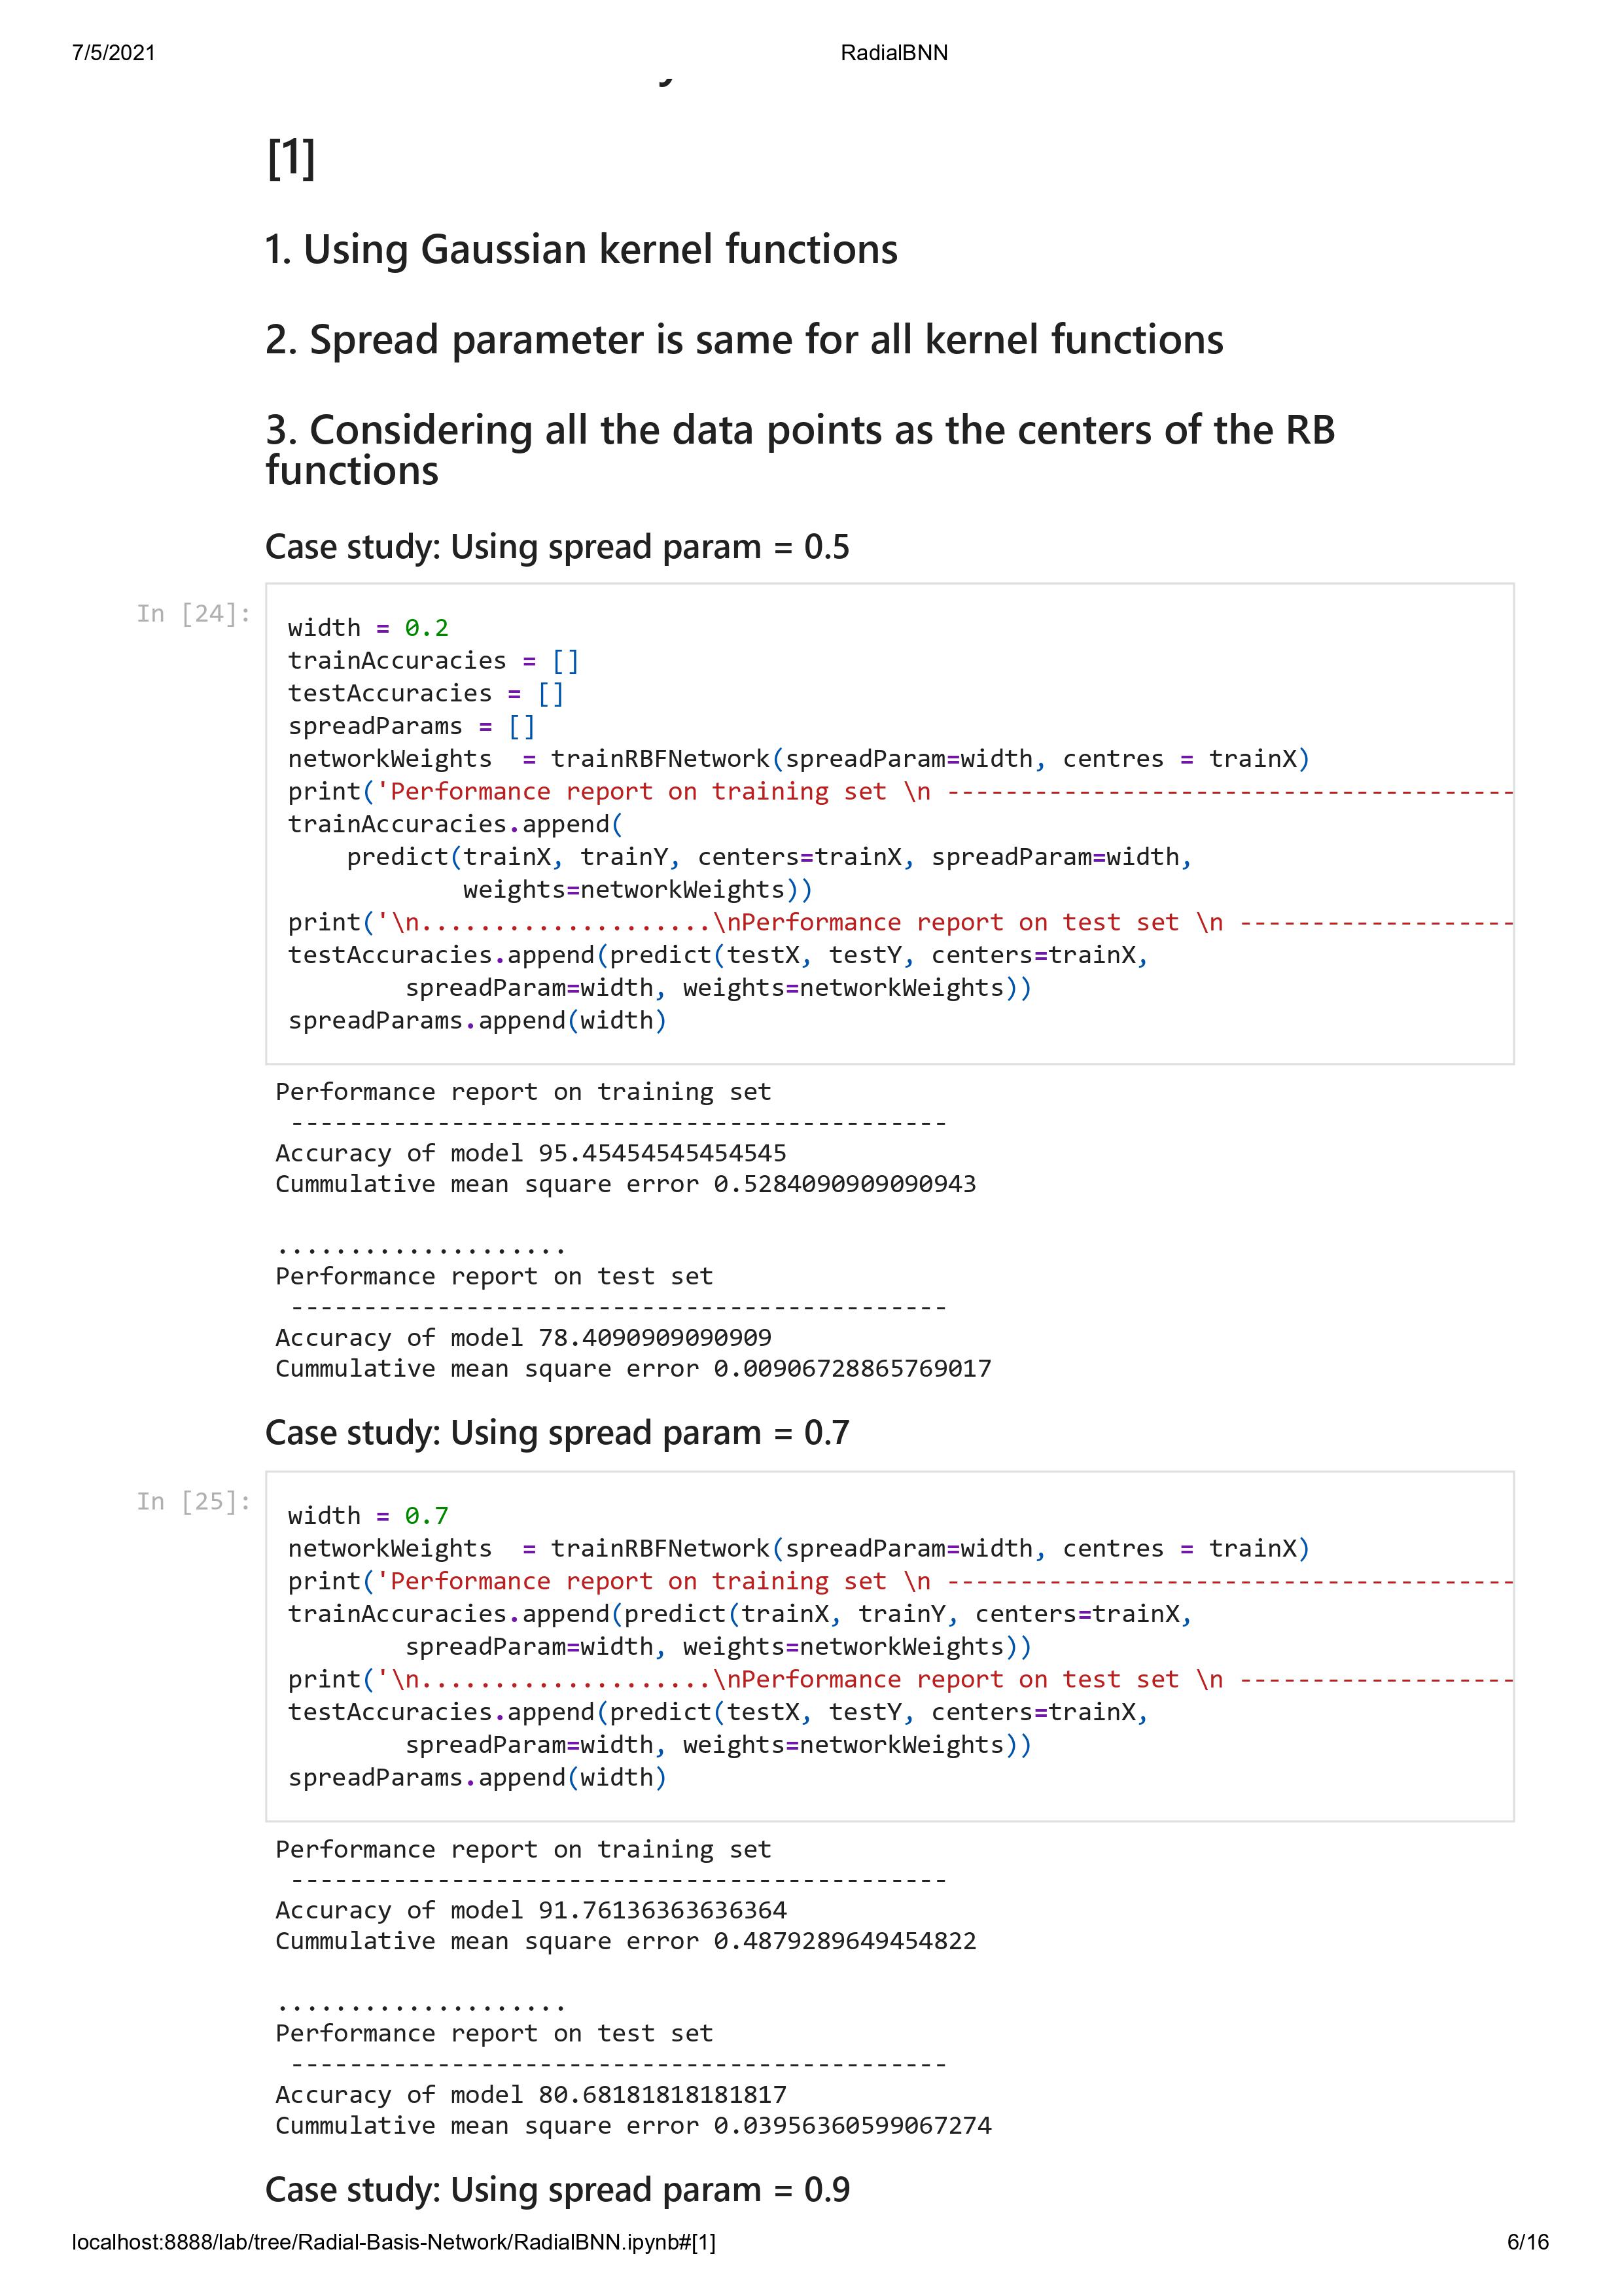 7/5/2021 RadialBNN
[1]
1. Using Gaussian kernel functions
2. Spread parameter is same for all kernel functions
3. Considering all the data points as the centers of the RB
functions
Case study: Using spread param = 0.5
In [24]:
width = 0.2
trainAccuracies = []
testAccuracies = []
spreadParams = []
networkWeights  = trainRBFNetwork(spreadParam=width, centres = trainX)
print('Performance report on training set \n ---------------------------------------
trainAccuracies.append(
    predict(trainX, trainY, centers=trainX, spreadParam=width,
            weights=networkWeights))
print('\n....................\nPerformance report on test set \n -------------------
testAccuracies.append(predict(testX, testY, centers=trainX,
        spreadParam=width, weights=networkWeights))
spreadParams.append(width)
Performance report on training set
 ---------------------------------------------
Accuracy of model 95.45454545454545
Cummulative mean square error 0.5284090909090943
....................
Performance report on test set
 ---------------------------------------------
Accuracy of model 78.4090909090909
Cummulative mean square error 0.00906728865769017
Case study: Using spread param = 0.7
In [25]:
width = 0.7
networkWeights  = trainRBFNetwork(spreadParam=width, centres = trainX)
print('Performance report on training set \n ---------------------------------------
trainAccuracies.append(predict(trainX, trainY, centers=trainX,
        spreadParam=width, weights=networkWeights))
print('\n....................\nPerformance report on test set \n -------------------
testAccuracies.append(predict(testX, testY, centers=trainX,
        spreadParam=width, weights=networkWeights))
spreadParams.append(width)
Performance report on training set
 ---------------------------------------------
Accuracy of model 91.76136363636364
Cummulative mean square error 0.4879289649454822
....................
Performance report on test set
 ---------------------------------------------
Accuracy of model 80.68181818181817
Cummulative mean square error 0.03956360599067274
Case study: Using spread param = 0.9
localhost:8888/lab/tree/Radial-Basis-Network/RadialBNN.ipynb#[1] 6/16